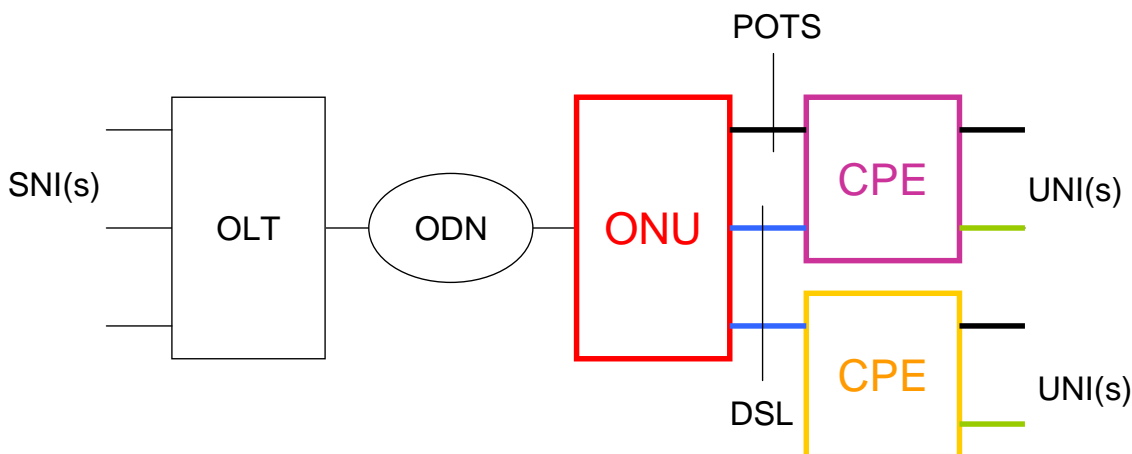 POTS
SNI(s)
OLT
ODN
ONU
CPE
UNI(s)
CPE
UNI(s)
DSL